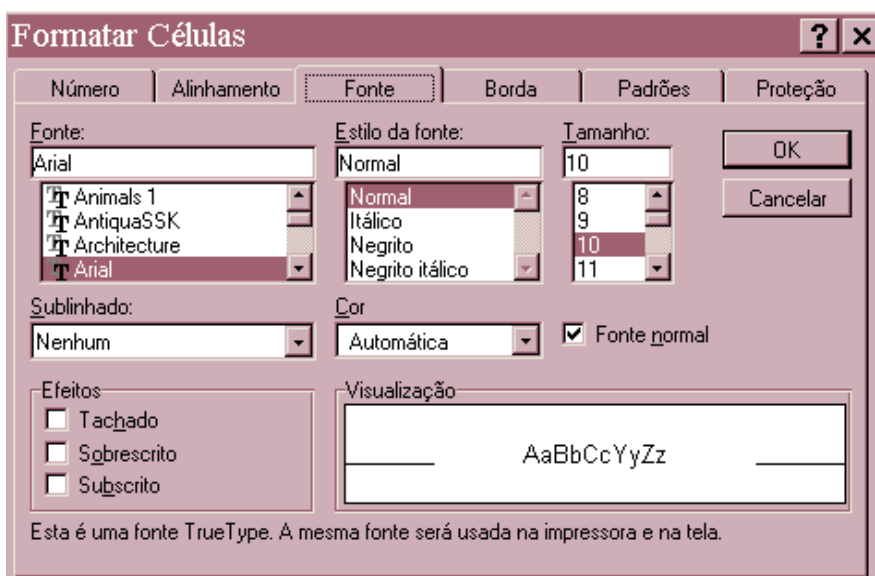 Formatar Células
Número Alinhamento Fonte Borda Padrões Proteção
Fonte: Estilo da fonte: Tamanho:
Arial Normal 10 OK
Animals 1 Normal 8 Cancelar
AntiquaSSK Itálico 9
Architecture Negrito 10
Arial Negrito itálico 11
Sublinhado: Cor
Nenhum Automática Fonte normal
Efeitos Visualização
Tachado
Sobrescrito AaBbCcYyZz
Subscrito
Esta é uma fonte TrueType. A mesma fonte será usada na impressora e na tela.